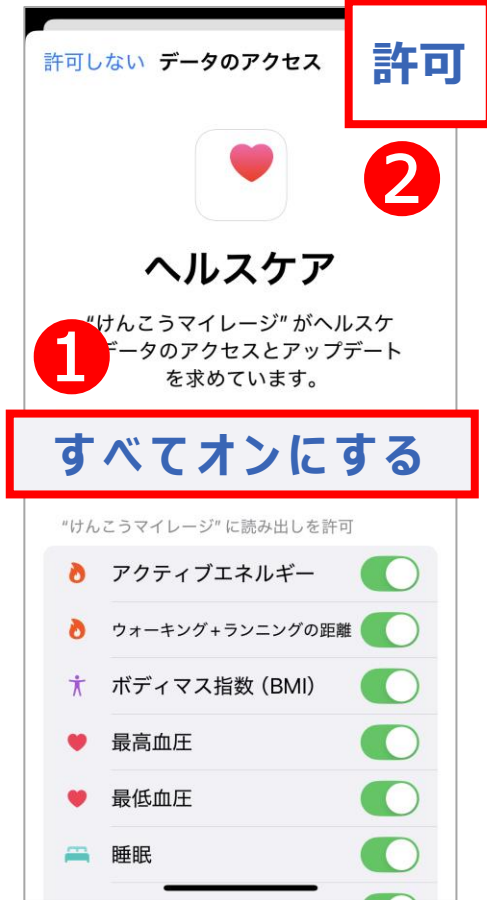 許可しない データのアクセス 許可
2
ヘルスケア
“けんこうマイレージ” がヘルスケ
データのアクセスとアップデート
を求めています。
1
すべてオンにする
“けんこうマイレージ” に読み出しを許可
アクティブエネルギー
ウォーキング+ランニングの距離
ボディマス指数 (BMI)
最高血圧
最低血圧
睡眠